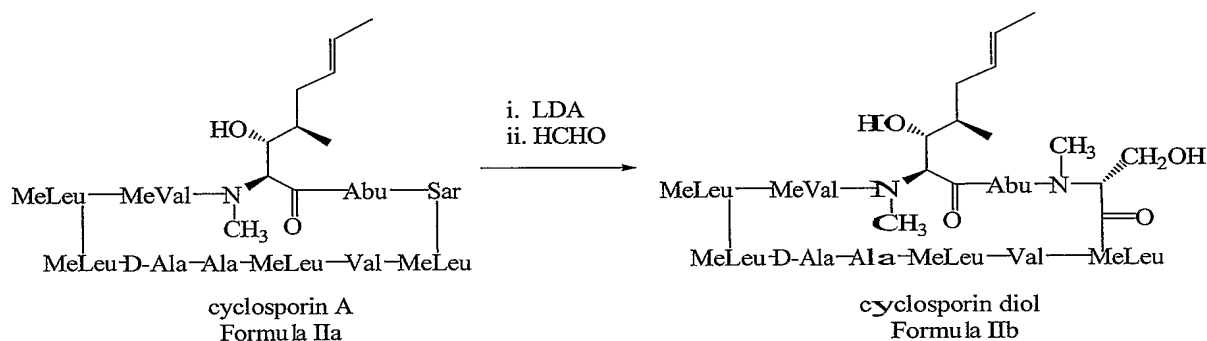 HO
i. LDA
ii. HCHO
MeLeu—MeVal—N
CH3
O
Abu—Sar
MeLeu-D-Ala—Ala—MeLeu—Val—MeLeu
cyclosporin A
Formula IIa
HO
CH3
CH2OH
MeLeu—MeVal—N
CH3
O
Abu—N
O
MeLeu-D-Ala—Ala—MeLeu—Val—MeLeu
cyclosporin diol
Formula IIb